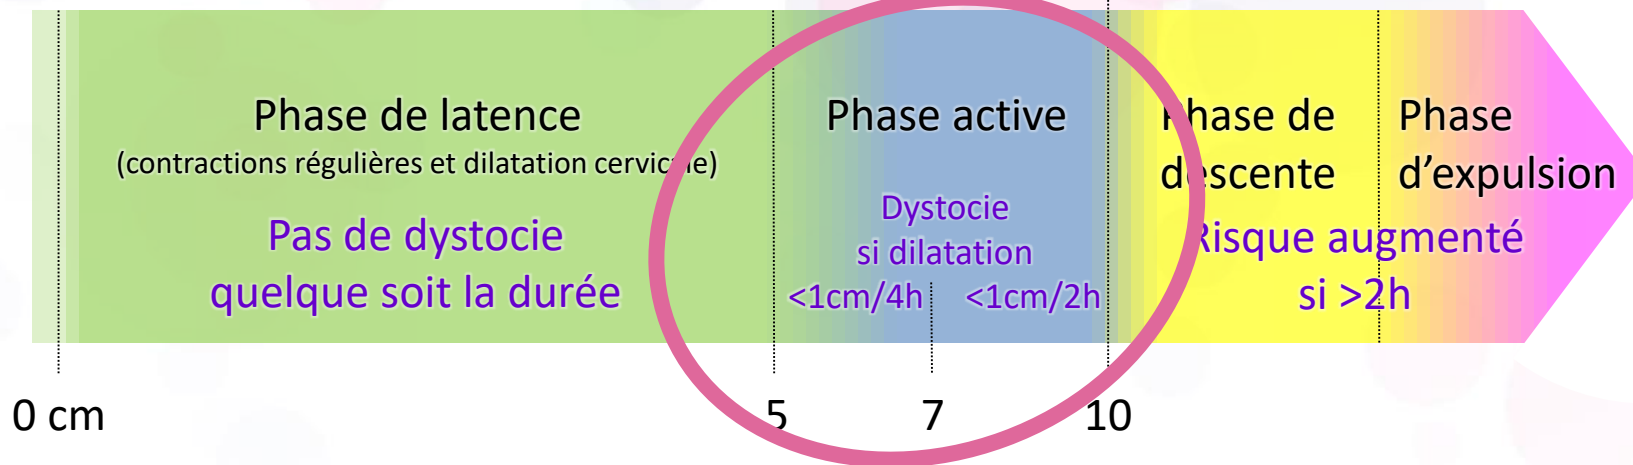 Phase de latence
(contractions régulières et dilatation cervicale)
Pas de dystocie
quelque soit la durée
Phase active
Dystocie
si dilatation
<1cm/4h
<1cm/2h
Phase de
descente
Phase
d’expulsion
Risque augmenté
si >2h
0 cm
5
7
10